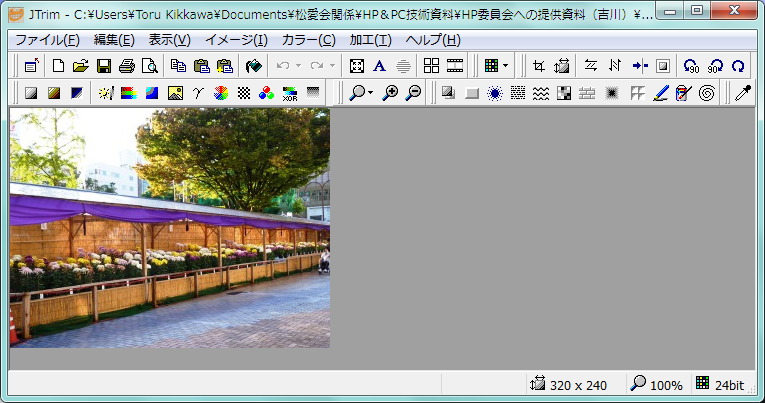 JTrim - C:¥Users¥Toru Kikkawa¥Documents¥松愛会関係¥HP＆PC技術資料¥HP委員会への提供資料（吉川）¥...
ファイル(F) 編集(E) 表示(V) イメージ(I) カラー(C) 加工(T) ヘルプ(H)
A 90 90
XOR
320 x 240 100% 24bit